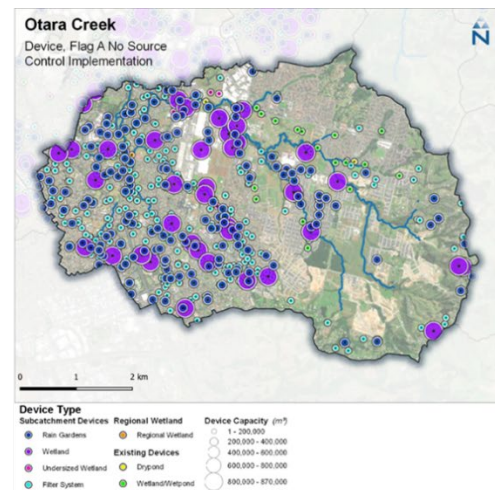 Otara Creek
Device, Flag A No Source
Control Implementation
N
0 1 2 km
Device Type
Subcatchment Devices Regional Wetland Device Capacity (m³)
Rain Gardens Regional Wetland 1 - 200,000
Wetland Existing Devices 200,000 - 400,000
Undersized Wetland Drypond 400,000 - 600,000
Filter System Wetland/Wetpond 600,000 - 800,000
800,000 - 870,000